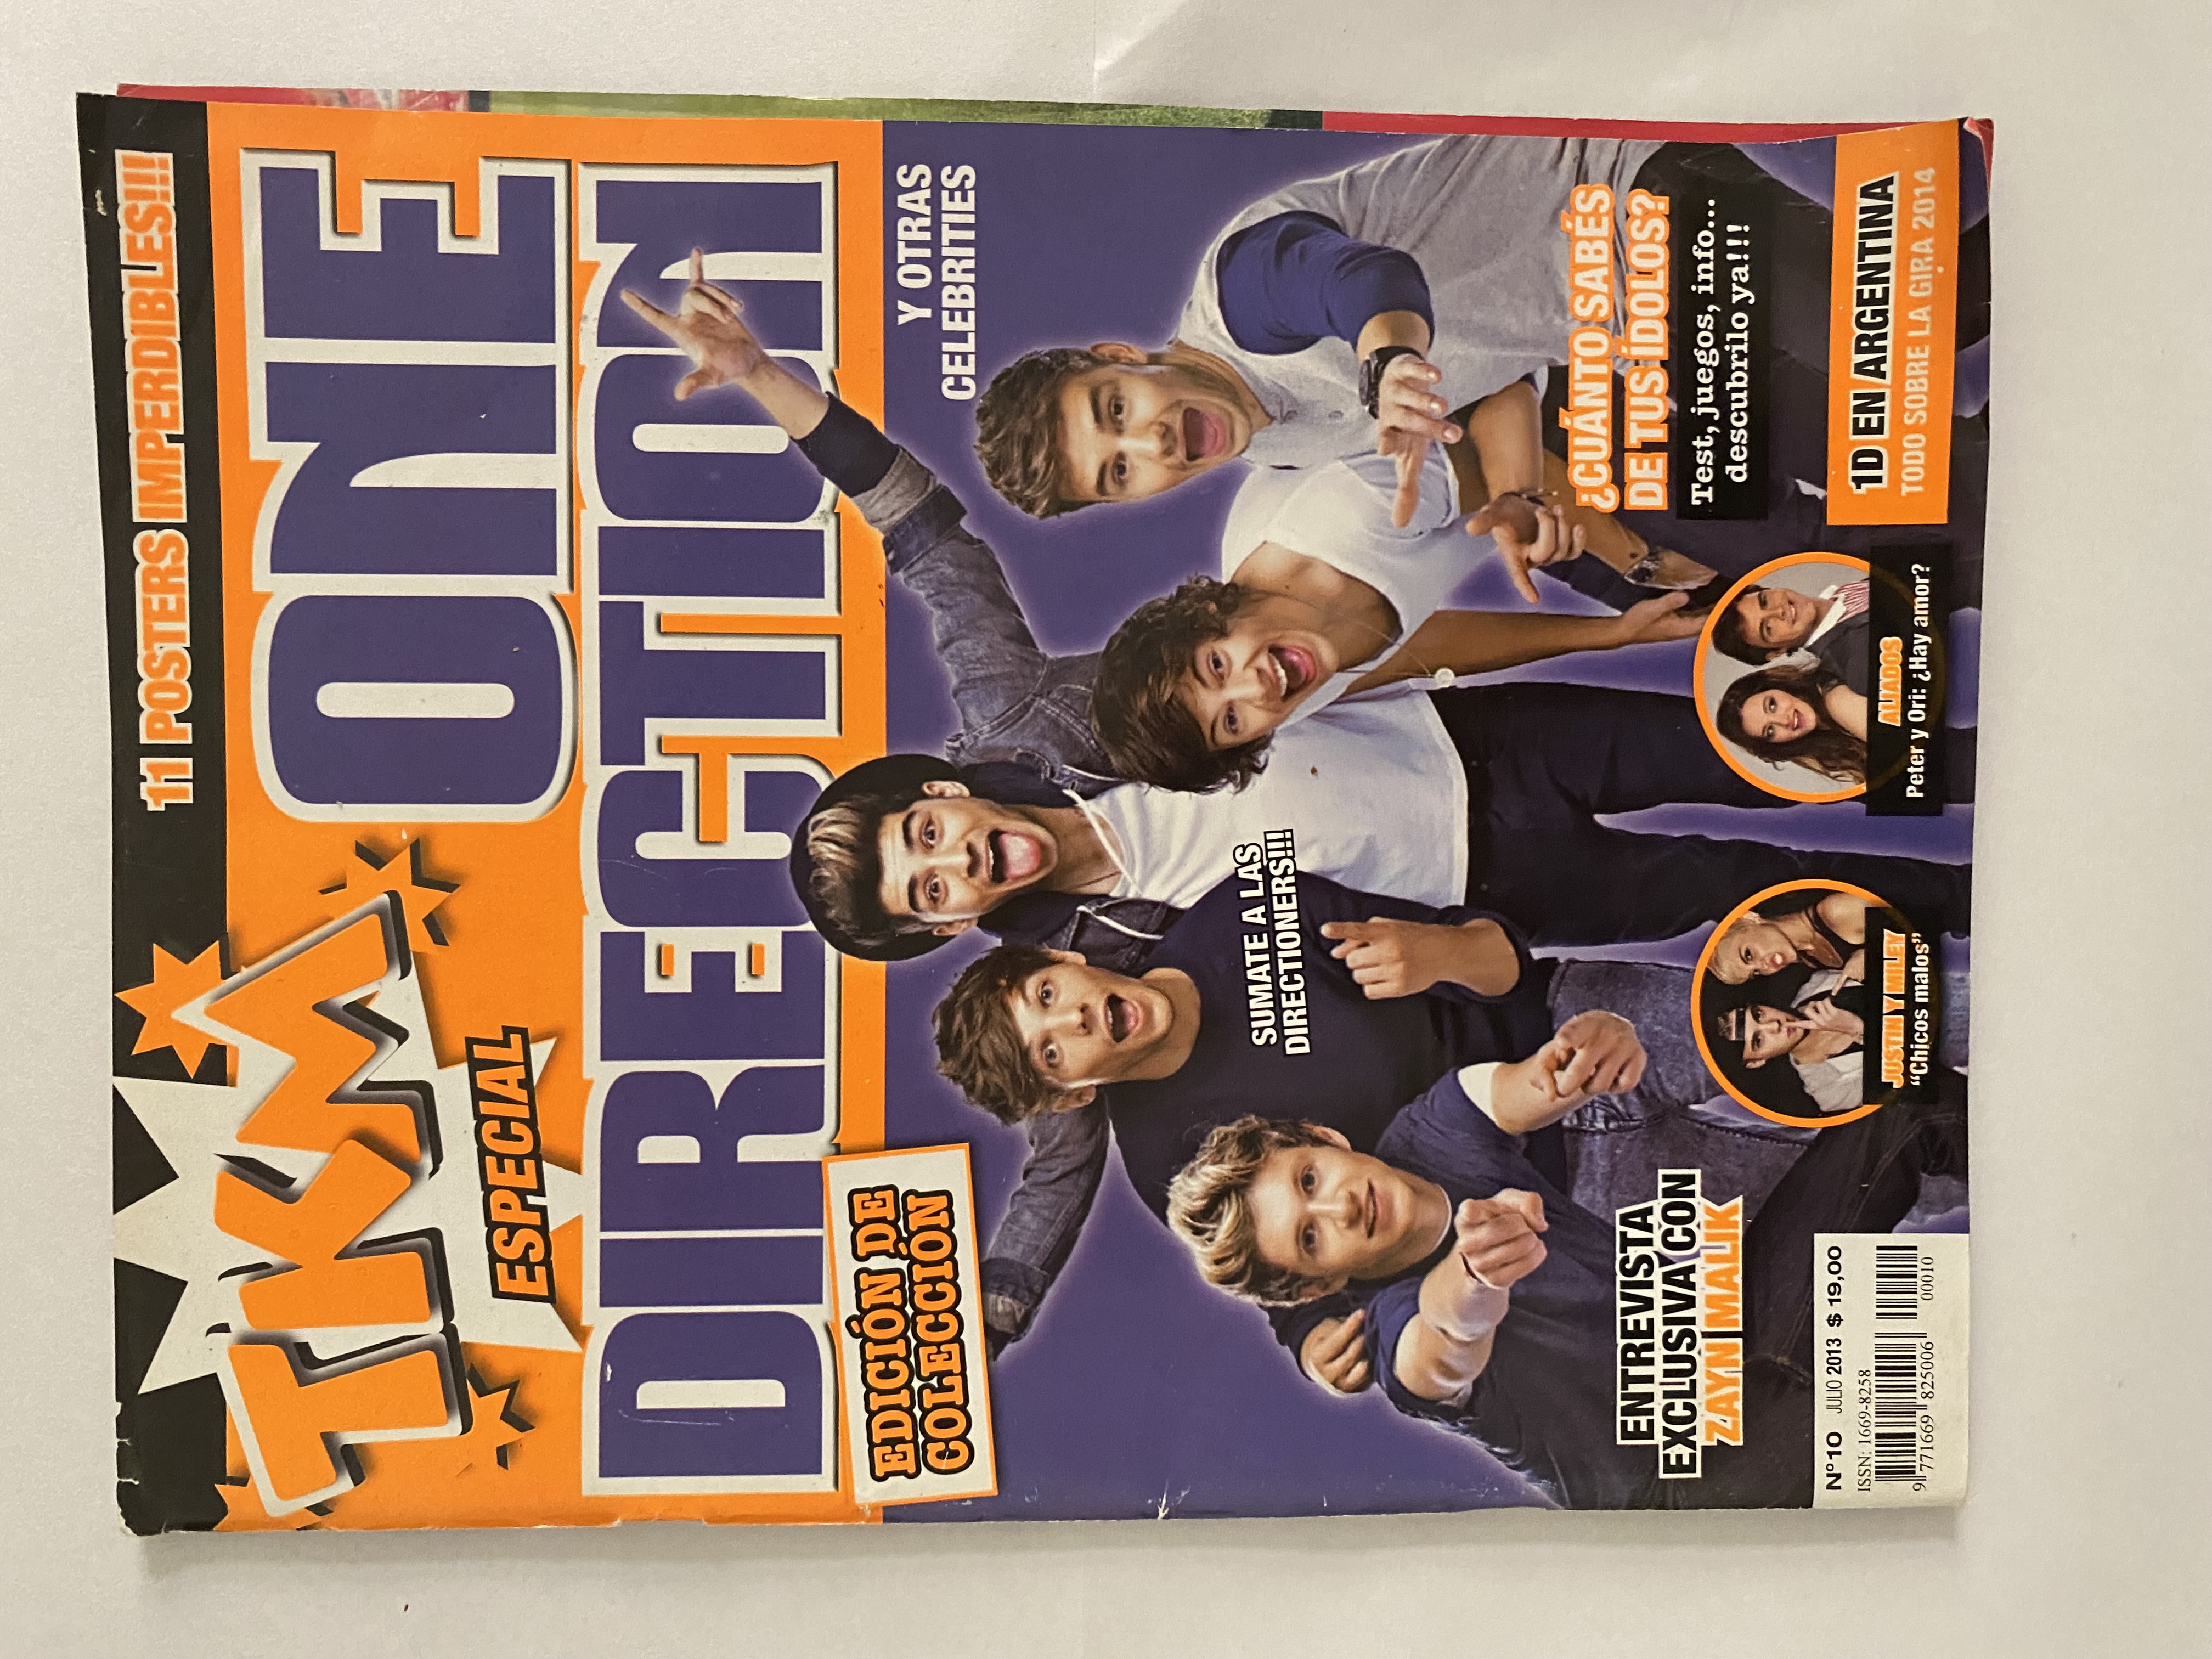 11 POSTERS IMPERDIBLES!!!
TKM
ESPECIAL
ONE
DIRECTION
EDICIÓN DE
COLECCIÓN
Y OTRAS
CELEBRITIES
SUMATE A LAS
DIRECTIONERS!!!
ENTREVISTA
EXCLUSIVA CON
ZAYN MALIK
¿CUÁNTO SABÉS
DE TUS ÍDOLOS?
Test, juegos, info...
descubrilo ya!!!
Nº 10 JULIO 2013 $ 19,00
ISSN: 1669-8258
9 771669 825006 00010
JUSTIN Y MILEY
“Chicos malos”
ALIADOS
Peter y Ori: ¿Hay amor?
1D EN ARGENTINA
TODO SOBRE LA GIRA 2014